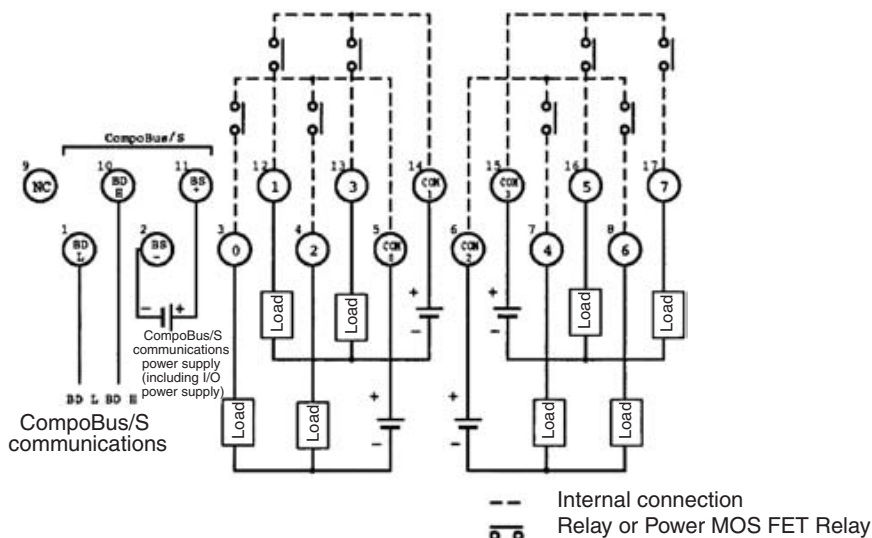 CompoBus/S
9
10
11
12
13
14
15
16
17
NC
BD
H
BS
+
1
3
COM
1
COM
3
5
7
1
2
3
4
5
6
7
8
BD
L
BS
–
0
2
COM
0
COM
2
4
6
– +
Load
Load
+
–
+
–
Load
Load
CompoBus/S
communications
power supply
(including I/O
power supply)
BD L BD H
CompoBus/S
communications
Load
Load
+
–
+
–
Load
Load
Internal connection
Relay or Power MOS FET Relay